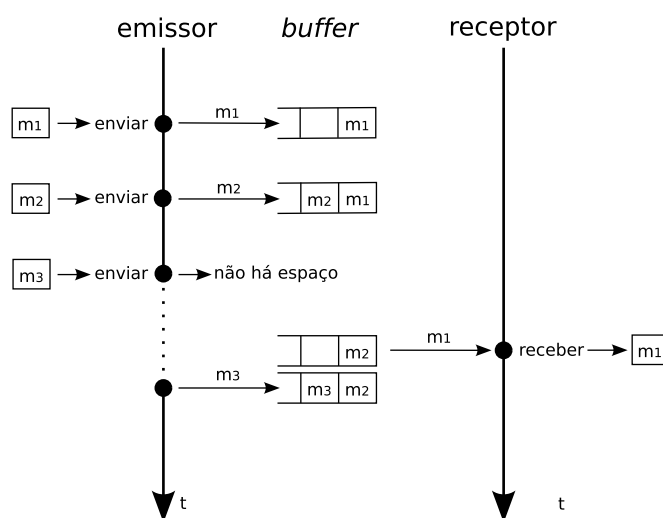 emissor buffer receptor
m1 enviar m1 m1
m2 enviar m2 m2 m1
m3 enviar não há espaço
m2 m1 receber m1
m3 m3 m2
t t